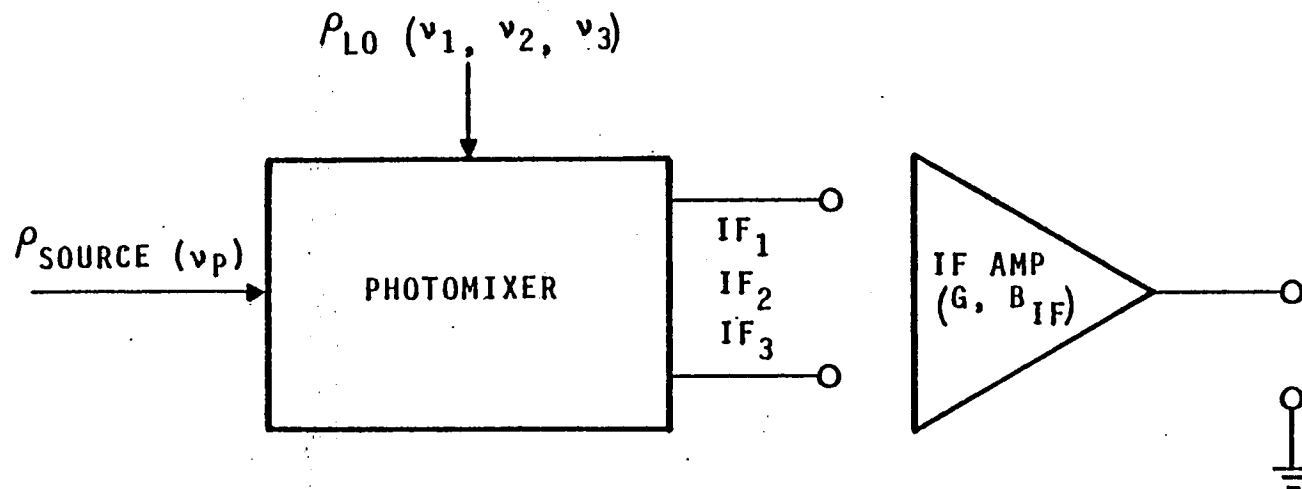 ρLO (ν1, ν2, ν3)
ρSOURCE (νP)
PHOTOMIXER
IF1
IF2
IF3
IF AMP
(G, BIF)